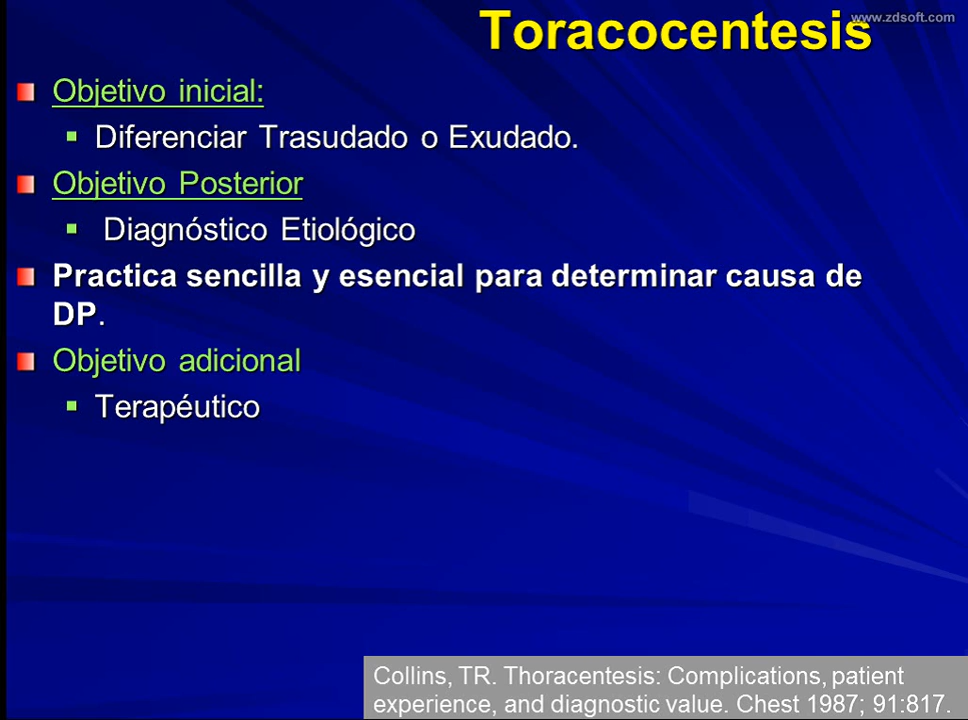 Toracocentesis
www.zdsoft.com
Objetivo inicial:
Diferenciar Trasudado o Exudado.
Objetivo Posterior
Diagnóstico Etiológico
Practica sencilla y esencial para determinar causa de
DP.
Objetivo adicional
Terapéutico
Collins, TR. Thoracentesis: Complications, patient
experience, and diagnostic value. Chest 1987; 91:817.